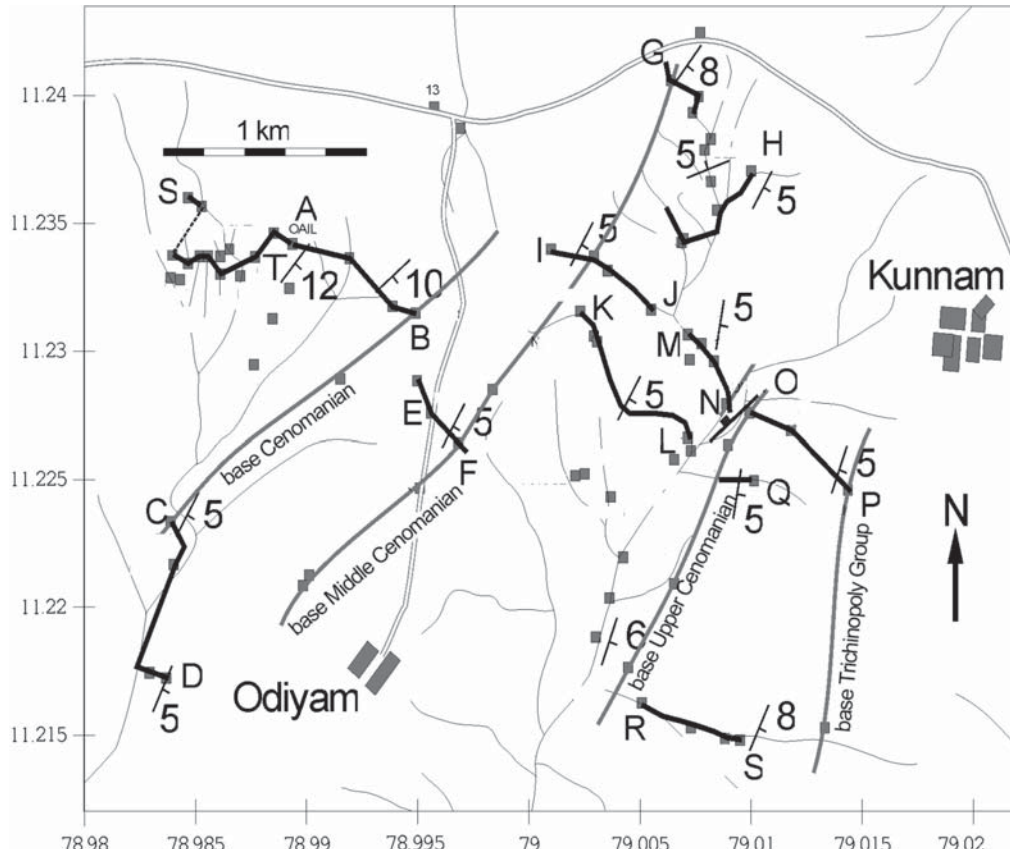 G
8
11.24
13
1 km
5
H
5
S
A
OAIL
11.235
I
5
T
12
10
J
Kunnam
K
B
M
5
11.23
E
5
5
N
O
F
L
base Cenomanian
11.225
C
5
Q
5
5
P
N
base Middle Cenomanian
11.22
6
base Upper Cenomanian
base Trichinopoly Group
D
5
Odiyam
R
8
11.215
S
78.98
78.985
78.99
78.995
79
79.005
79.01
79.015
79.02